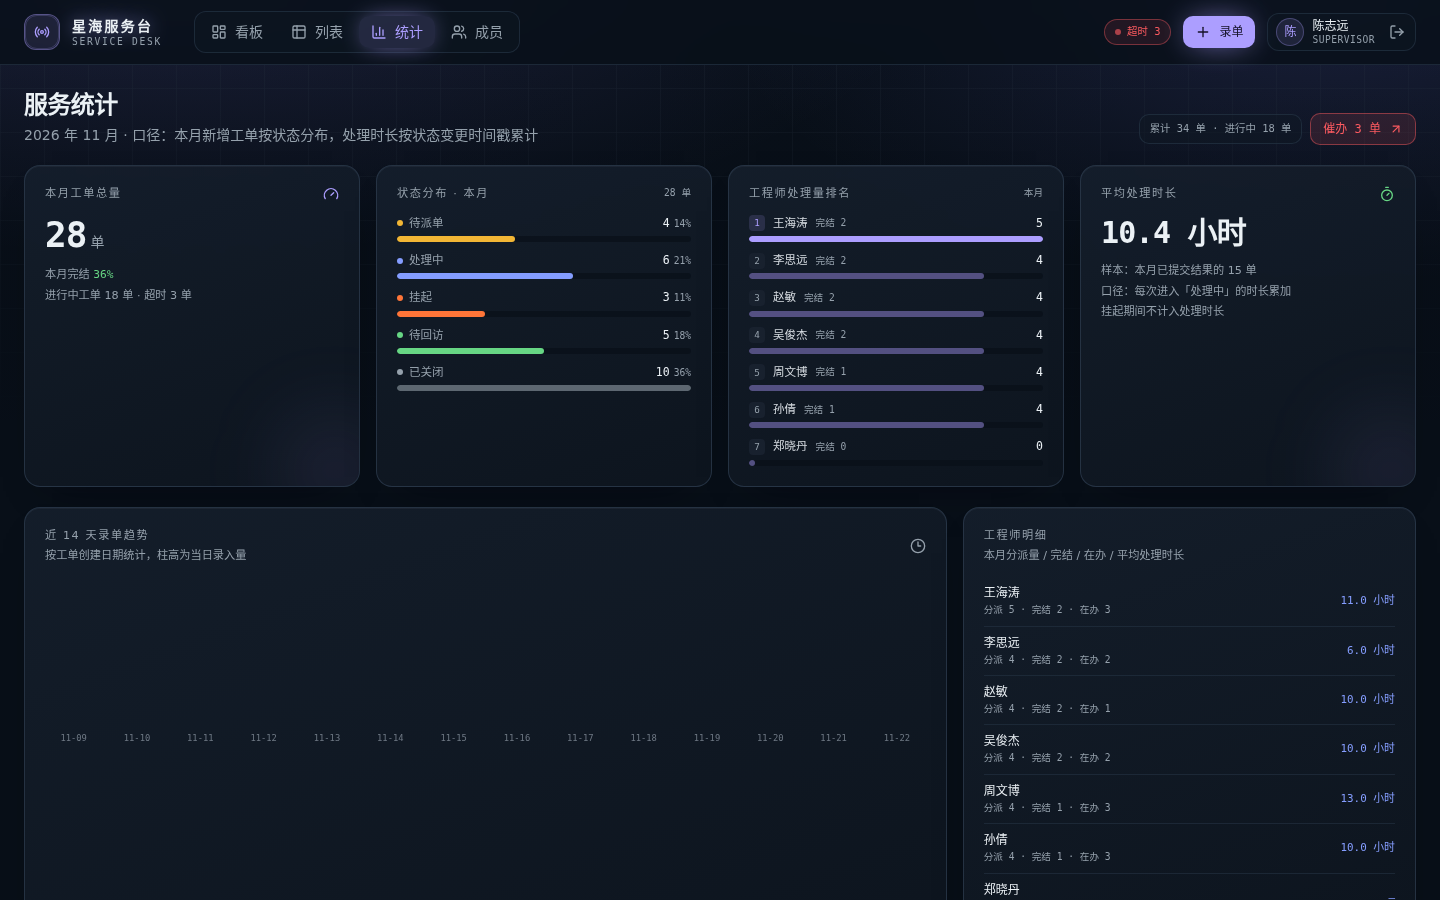 星海服务台
SERVICE DESK
看板
列表
统计
成员
超时 3
录单
陈
陈志远
SUPERVISOR
服务统计
2026 年 11 月 · 口径：本月新增工单按状态分布，处理时长按状态变更时间戳累计
累计 34 单 · 进行中 18 单
催办 3 单
本月工单总量
28 单
本月完结 36%
进行中工单 18 单 · 超时 3 单
状态分布 · 本月
28 单
待派单 4 14%
处理中 6 21%
挂起 3 11%
待回访 5 18%
已关闭 10 36%
工程师处理量排名
本月
1 王海涛 完结 2 5
2 李思远 完结 2 4
3 赵敏 完结 2 4
4 吴俊杰 完结 2 4
5 周文博 完结 1 4
6 孙倩 完结 1 4
7 郑晓丹 完结 0 0
平均处理时长
10.4 小时
样本：本月已提交结果的 15 单
口径：每次进入「处理中」的时长累加
挂起期间不计入处理时长
近 14 天录单趋势
按工单创建日期统计，柱高为当日录入量
11-09 11-10 11-11 11-12 11-13 11-14 11-15 11-16 11-17 11-18 11-19 11-20 11-21 11-22
工程师明细
本月分派量 / 完结 / 在办 / 平均处理时长
王海涛
分派 5 · 完结 2 · 在办 3
11.0 小时
李思远
分派 4 · 完结 2 · 在办 2
6.0 小时
赵敏
分派 4 · 完结 2 · 在办 1
10.0 小时
吴俊杰
分派 4 · 完结 2 · 在办 2
10.0 小时
周文博
分派 4 · 完结 1 · 在办 3
13.0 小时
孙倩
分派 4 · 完结 1 · 在办 3
10.0 小时
郑晓丹